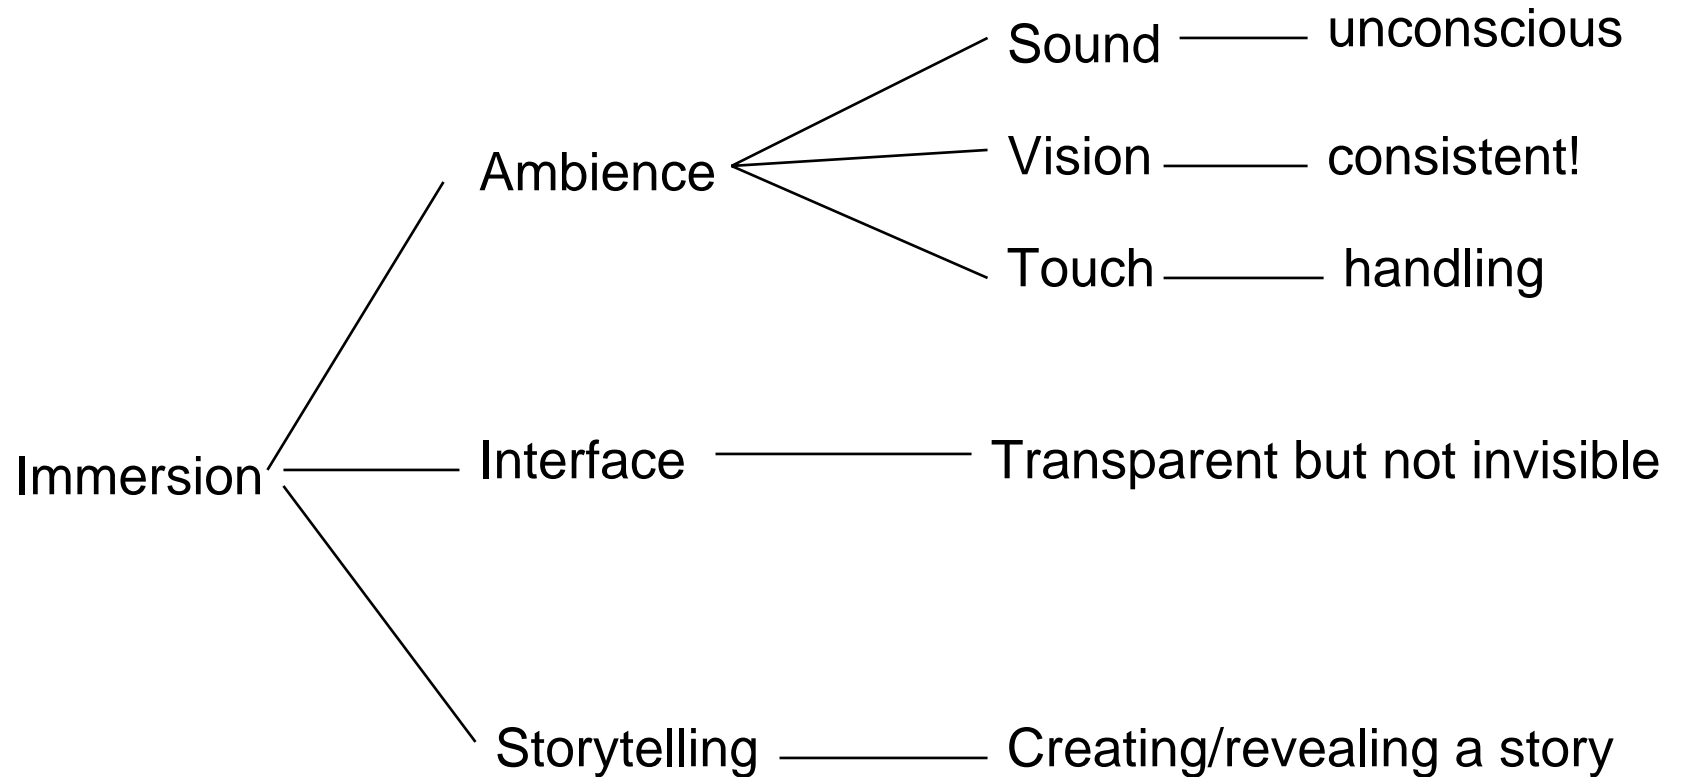 Sound unconscious
Ambience Vision consistent!
Touch handling
Immersion Interface Transparent but not invisible
Storytelling Creating/revealing a story